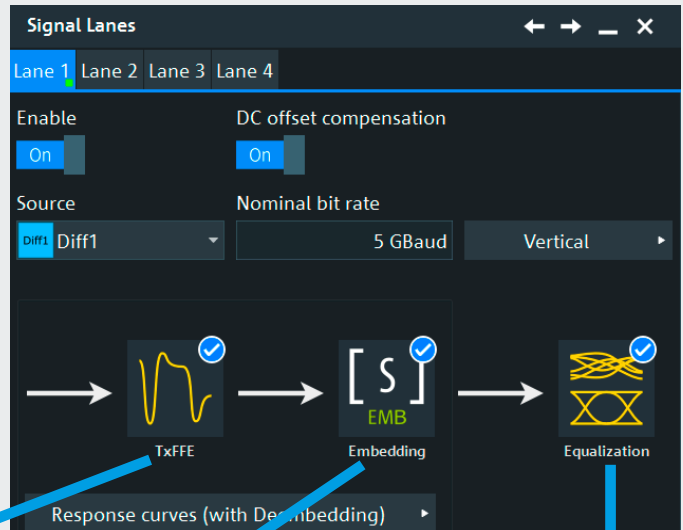 Signal Lanes
Lane 1 Lane 2 Lane 3 Lane 4
Enable DC offset compensation
On On
Source Nominal bit rate
Diff1 Diff1 5 GBaud Vertical
[ S ]
EMB
TxFFE Embedding Equalization
Response curves (with Deembedding)